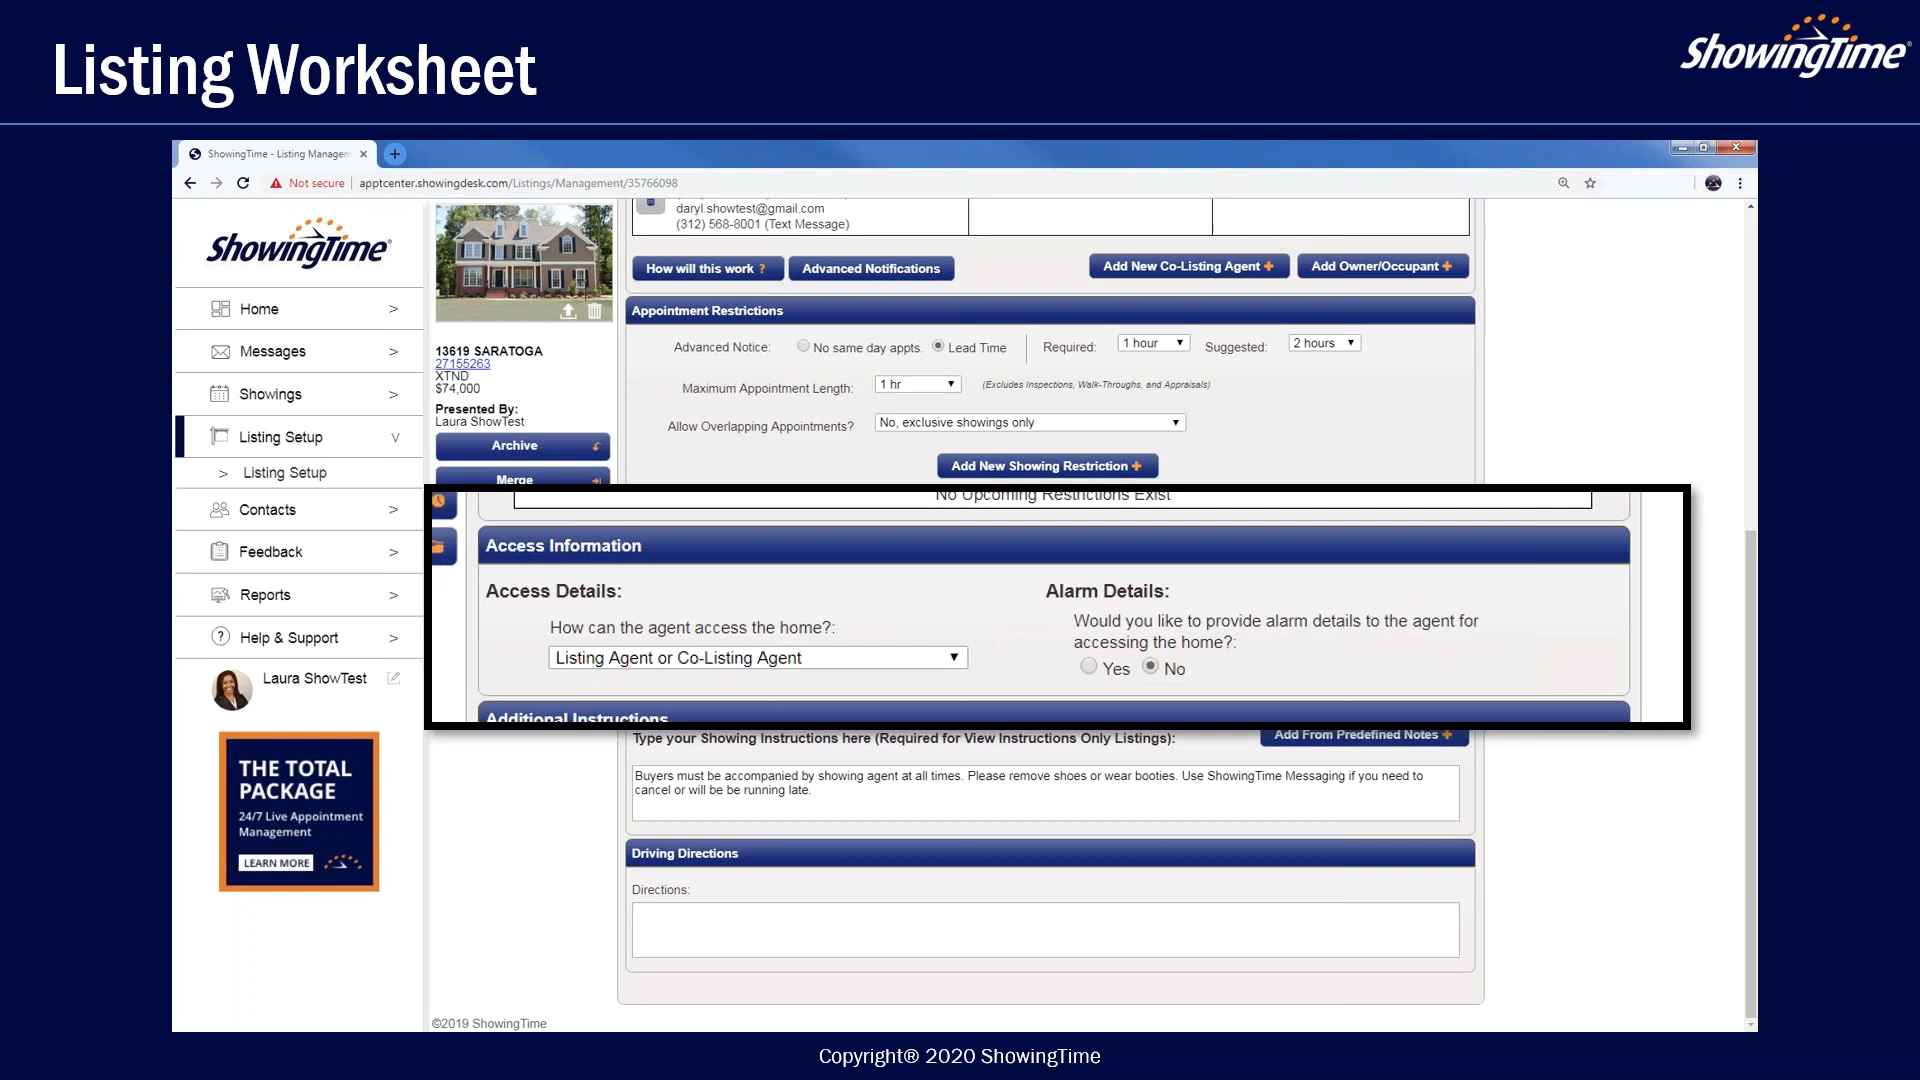 Listing Worksheet
ShowingTime
ShowingTime - Listing Managem
Not secure | apptcenter.showingdesk.com/Listings/Management/35766098
ShowingTime
Home >
Messages >
Showings >
Listing Setup V
> Listing Setup
Contacts >
Feedback >
Reports >
? Help & Support >
Laura ShowTest
THE TOTAL
PACKAGE
24/7 Live Appointment
Management
LEARN MORE
13619 SARATOGA
27155263
XTND
$74,000
Presented By:
Laura ShowTest
Archive
Merge
daryl.showtest@gmail.com
(312) 568-8001 (Text Message)
How will this work ? Advanced Notifications Add New Co-Listing Agent + Add Owner/Occupant +
Appointment Restrictions
Advanced Notice: No same day appts. Lead Time Required: 1 hour Suggested: 2 hours
Maximum Appointment Length: 1 hr (Excludes Inspections, Walk-Throughs, and Appraisals)
Allow Overlapping Appointments? No, exclusive showings only
Add New Showing Restriction +
No Upcoming Restrictions Exist
Access Information
Access Details:
How can the agent access the home?:
Listing Agent or Co-Listing Agent
Alarm Details:
Would you like to provide alarm details to the agent for
accessing the home?:
Yes No
Additional Instructions
Type your Showing Instructions here (Required for View Instructions Only Listings): Add From Predefined Notes +
Buyers must be accompanied by showing agent at all times. Please remove shoes or wear booties. Use ShowingTime Messaging if you need to
cancel or will be be running late.
Driving Directions
Directions:
©2019 ShowingTime
Copyright® 2020 ShowingTime